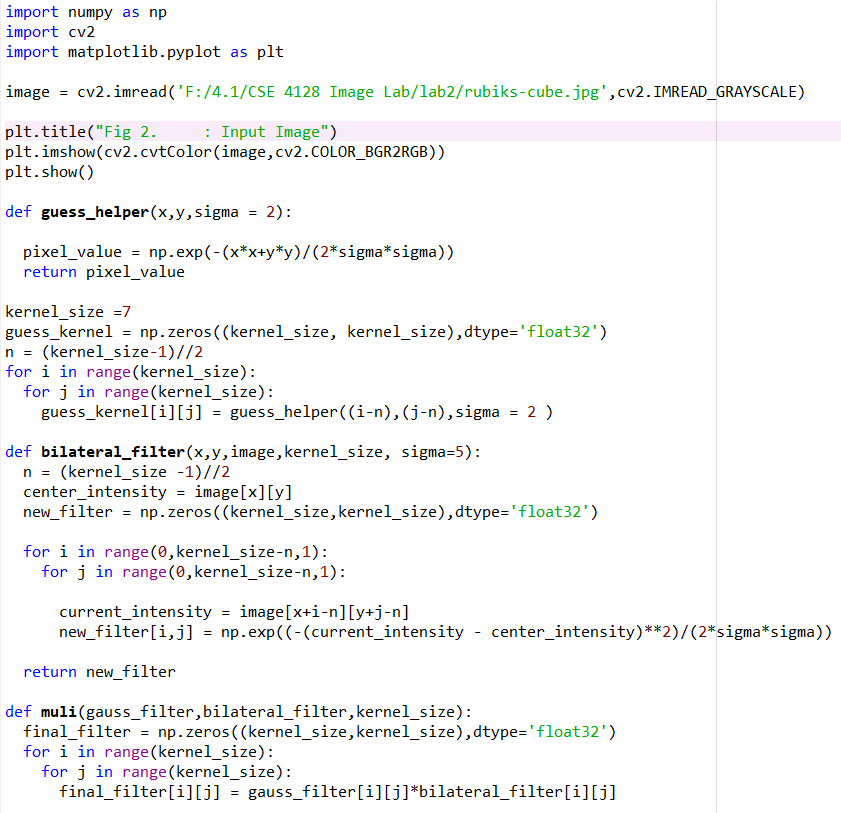 import numpy as np
import cv2
import matplotlib.pyplot as plt
image = cv2.imread('F:/4.1/CSE 4128 Image Lab/lab2/rubiks-cube.jpg',cv2.IMREAD_GRAYSCALE)
plt.title("Fig 2.     : Input Image")
plt.imshow(cv2.cvtColor(image,cv2.COLOR_BGR2RGB))
plt.show()
def guess_helper(x,y,sigma = 2):
  pixel_value = np.exp(-(x*x+y*y)/(2*sigma*sigma))
  return pixel_value
kernel_size =7
guess_kernel = np.zeros((kernel_size, kernel_size),dtype='float32')
n = (kernel_size-1)//2
for i in range(kernel_size):
  for j in range(kernel_size):
    guess_kernel[i][j] = guess_helper((i-n),(j-n),sigma = 2 )
def bilateral_filter(x,y,image,kernel_size, sigma=5):
  n = (kernel_size -1)//2
  center_intensity = image[x][y]
  new_filter = np.zeros((kernel_size,kernel_size),dtype='float32')
  for i in range(0,kernel_size-n,1):
    for j in range(0,kernel_size-n,1):
      current_intensity = image[x+i-n][y+j-n]
      new_filter[i,j] = np.exp((-(current_intensity - center_intensity)**2)/(2*sigma*sigma))
  return new_filter
def muli(gauss_filter,bilateral_filter,kernel_size):
  final_filter = np.zeros((kernel_size,kernel_size),dtype='float32')
  for i in range(kernel_size):
    for j in range(kernel_size):
      final_filter[i][j] = gauss_filter[i][j]*bilateral_filter[i][j]